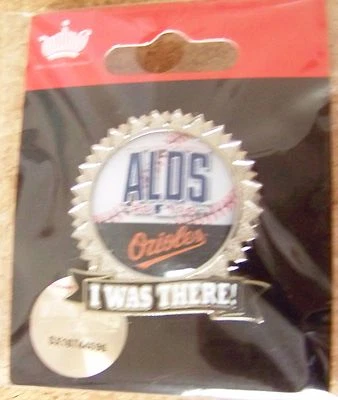 ALDS
Orioles
I WAS THERE!